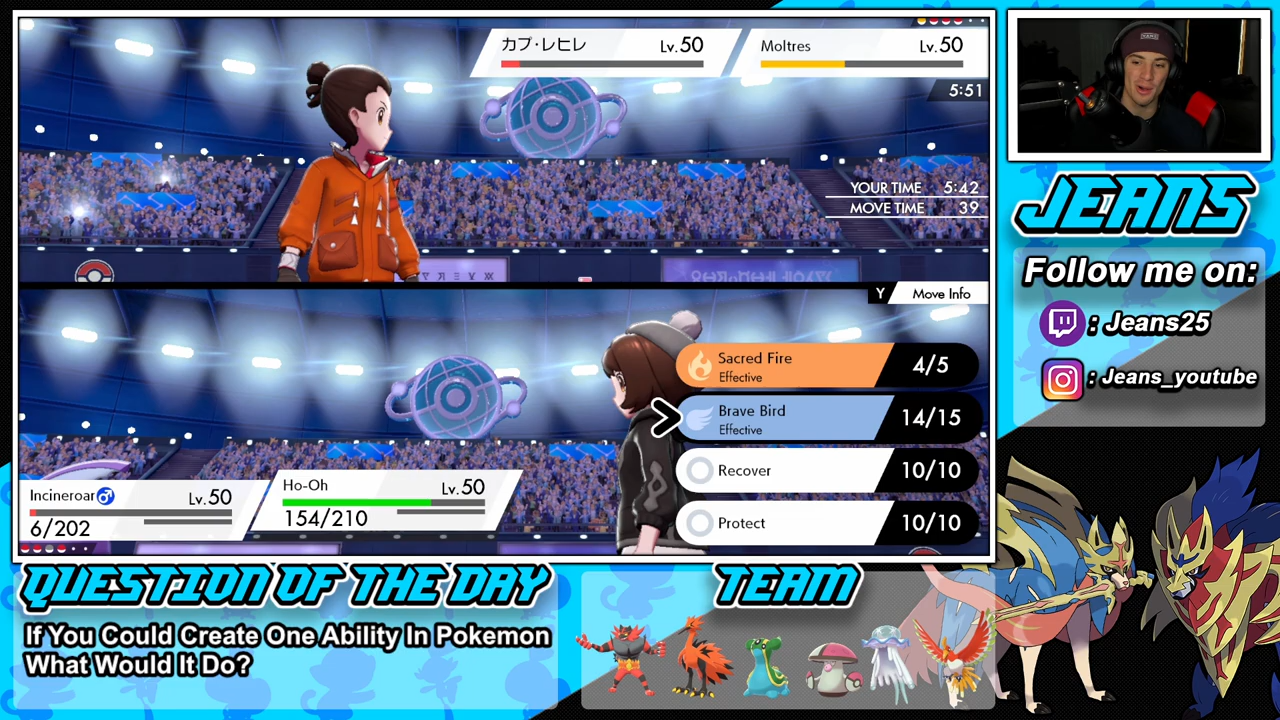 カプ・レヒレ Lv. 50
Moltres Lv. 50
5:51
YOUR TIME 5:42
MOVE TIME 39
Y Move Info
Sacred Fire
Effective
4/5
Brave Bird
Effective
14/15
Recover 10/10
Protect 10/10
Incineroar Lv. 50
6/202
Ho-Oh Lv. 50
154/210
JEANS
Follow me on:
: Jeans25
: Jeans_youtube
QUESTION OF THE DAY
If You Could Create One Ability In Pokemon
What Would It Do?
TEAM